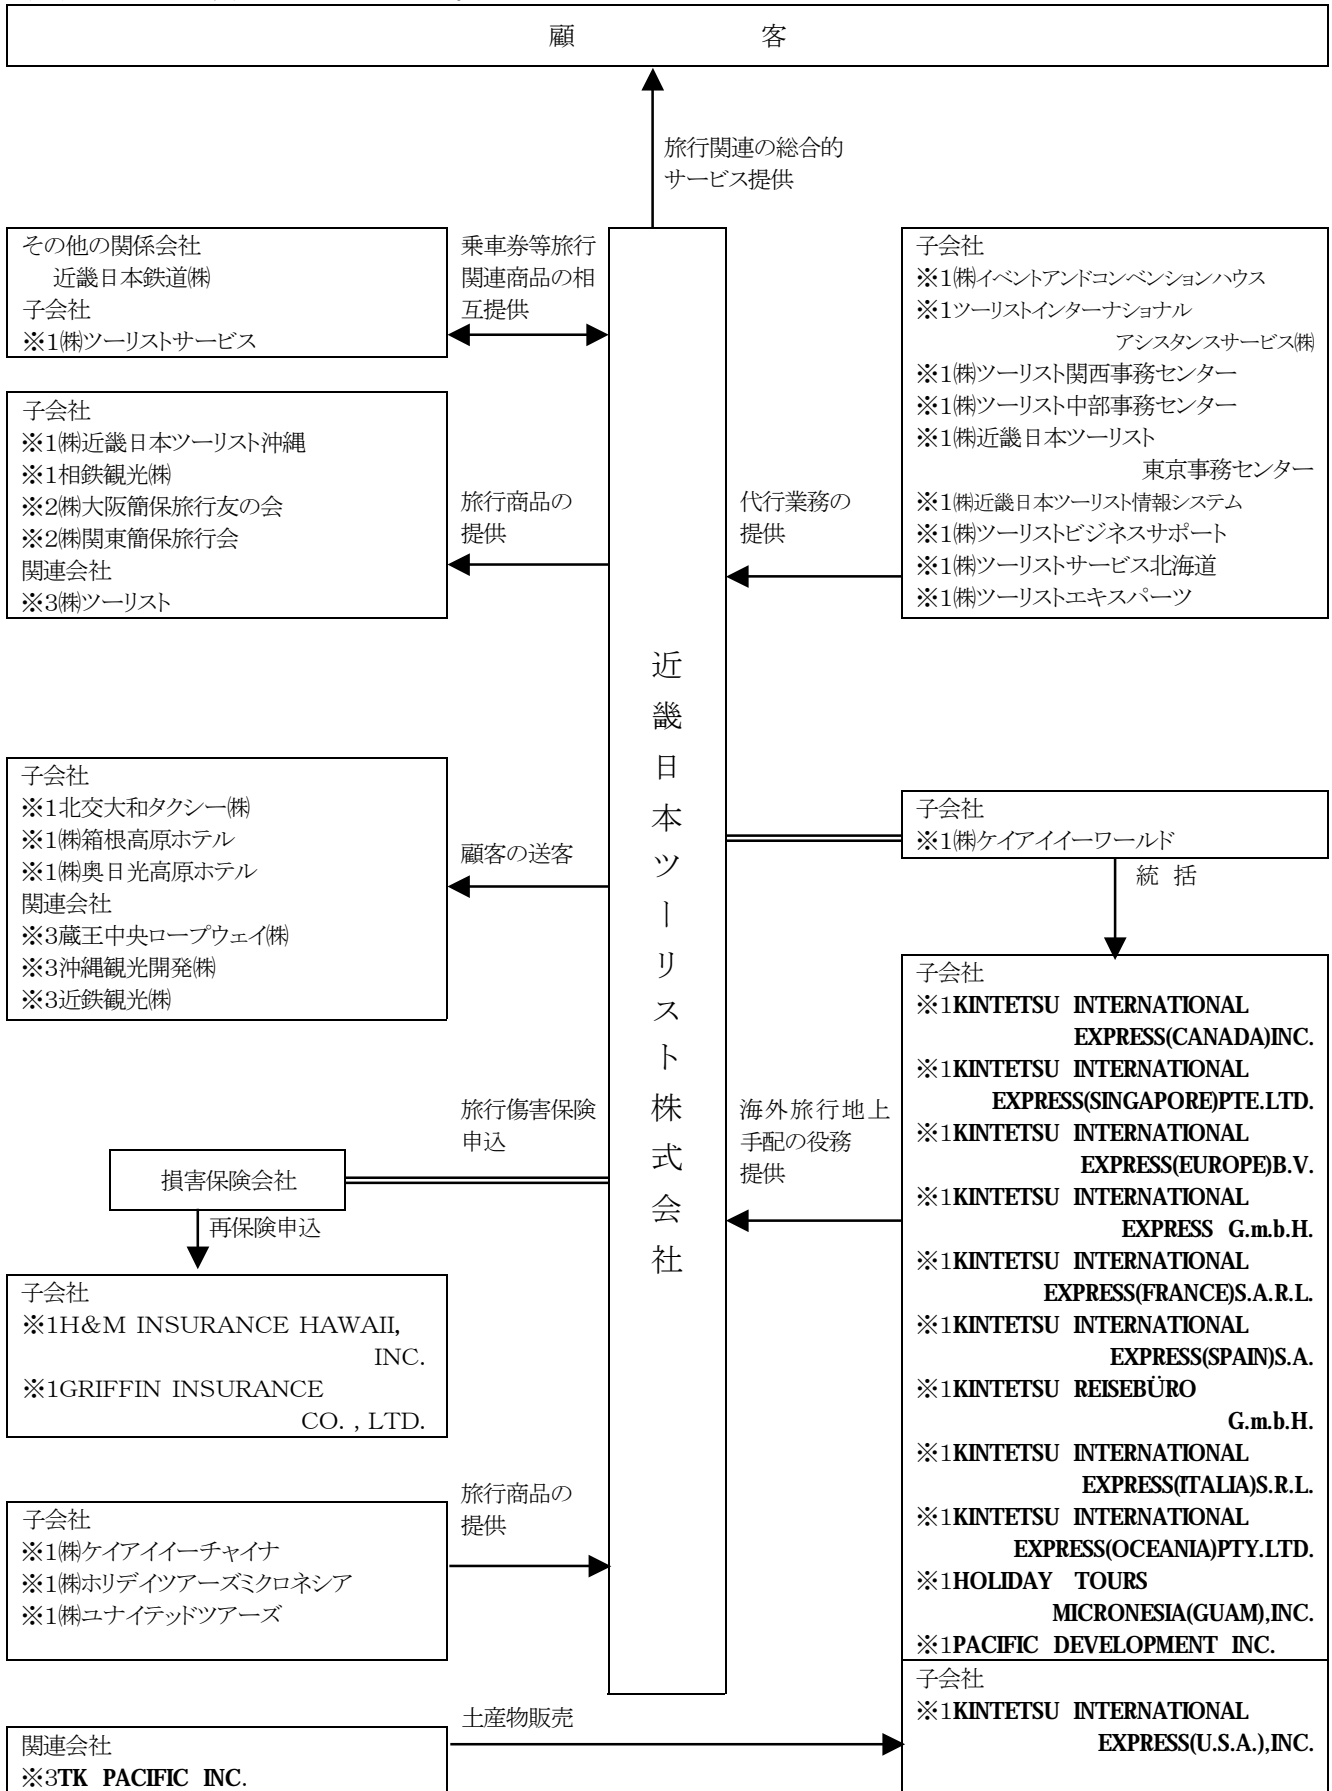 顧　客
旅行関連の総合的
サービス提供
その他の関係会社
近畿日本鉄道㈱
子会社
※1㈱ツーリストサービス
乗車券等旅行
関連商品の相
互提供
子会社
※1㈱近畿日本ツーリスト沖縄
※1相鉄観光㈱
※2㈱大阪簡保旅行友の会
※2㈱関東簡保旅行会
関連会社
※3㈱ツーリスト
旅行商品の
提供
子会社
※1㈱イベントアンドコンベンションハウス
※1ツーリストインターナショナル
アシスタンスサービス㈱
※1㈱ツーリスト関西事務センター
※1㈱ツーリスト中部事務センター
※1㈱近畿日本ツーリスト
東京事務センター
※1㈱近畿日本ツーリスト情報システム
※1㈱ツーリストビジネスサポート
※1㈱ツーリストサービス北海道
※1㈱ツーリストエキスパーツ
代行業務の
提供
近畿日本ツーリスト株式会社
子会社
※1北交大和タクシー㈱
※1㈱箱根高原ホテル
※1㈱奥日光高原ホテル
関連会社
※3蔵王中央ロープウェイ㈱
※3沖縄観光開発㈱
※3近鉄観光㈱
顧客の送客
子会社
※1㈱ケイアイイーワールド
統 括
旅行傷害保険
申込
損害保険会社
再保険申込
子会社
※1H&M INSURANCE HAWAII,
INC.
※1GRIFFIN INSURANCE
CO. , LTD.
海外旅行地上
手配の役務
提供
子会社
※1KINTETSU INTERNATIONAL
EXPRESS(CANADA)INC.
※1KINTETSU INTERNATIONAL
EXPRESS(SINGAPORE)PTE.LTD.
※1KINTETSU INTERNATIONAL
EXPRESS(EUROPE)B.V.
※1KINTETSU INTERNATIONAL
EXPRESS G.m.b.H.
※1KINTETSU INTERNATIONAL
EXPRESS(FRANCE)S.A.R.L.
※1KINTETSU INTERNATIONAL
EXPRESS(SPAIN)S.A.
※1KINTETSU REISEBÜRO
G.m.b.H.
※1KINTETSU INTERNATIONAL
EXPRESS(ITALIA)S.R.L.
※1KINTETSU INTERNATIONAL
EXPRESS(OCEANIA)PTY.LTD.
※1HOLIDAY TOURS
MICRONESIA(GUAM),INC.
※1PACIFIC DEVELOPMENT INC.
子会社
※1㈱ケイアイイーチャイナ
※1㈱ホリデイツアーズミクロネシア
※1㈱ユナイテッドツアーズ
旅行商品の
提供
子会社
※1KINTETSU INTERNATIONAL
EXPRESS(U.S.A.),INC.
土産物販売
関連会社
※3TK PACIFIC INC.